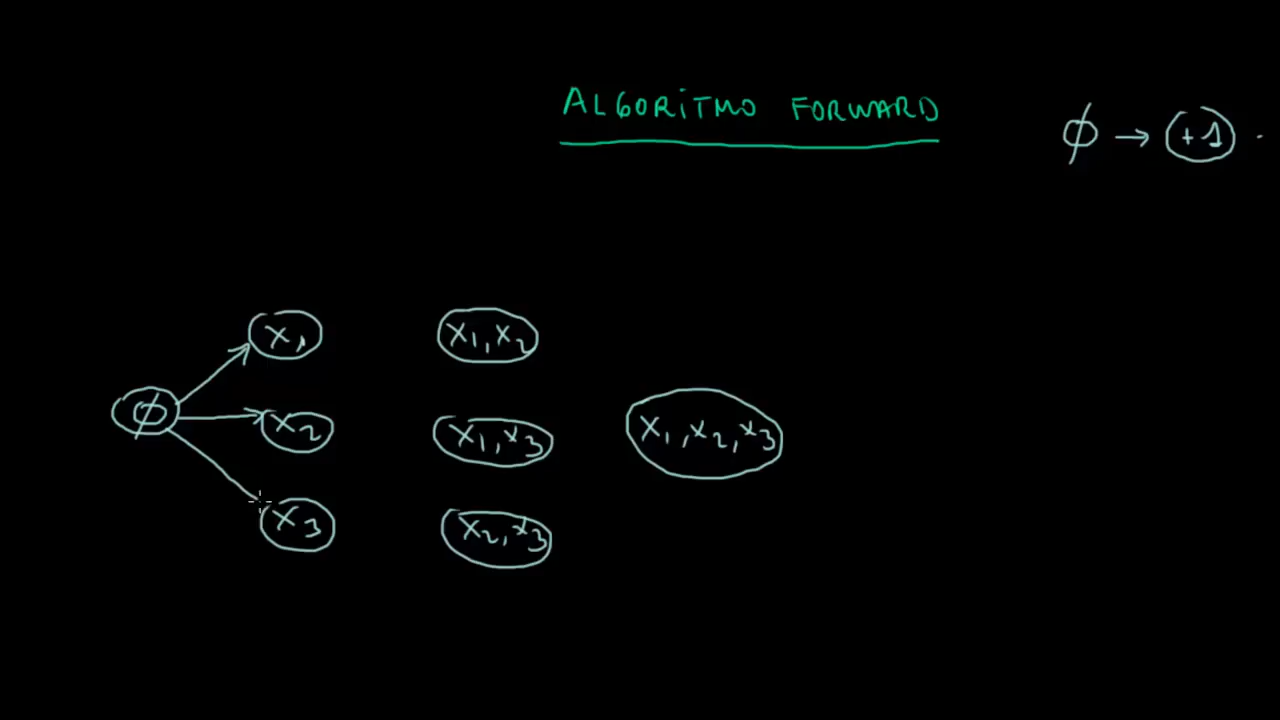 ALGORITMO FORWARD
ϕ → +1
x1 x1,x2
ϕ x2 x1,x3 x1,x2,x3
x3 x2,x3